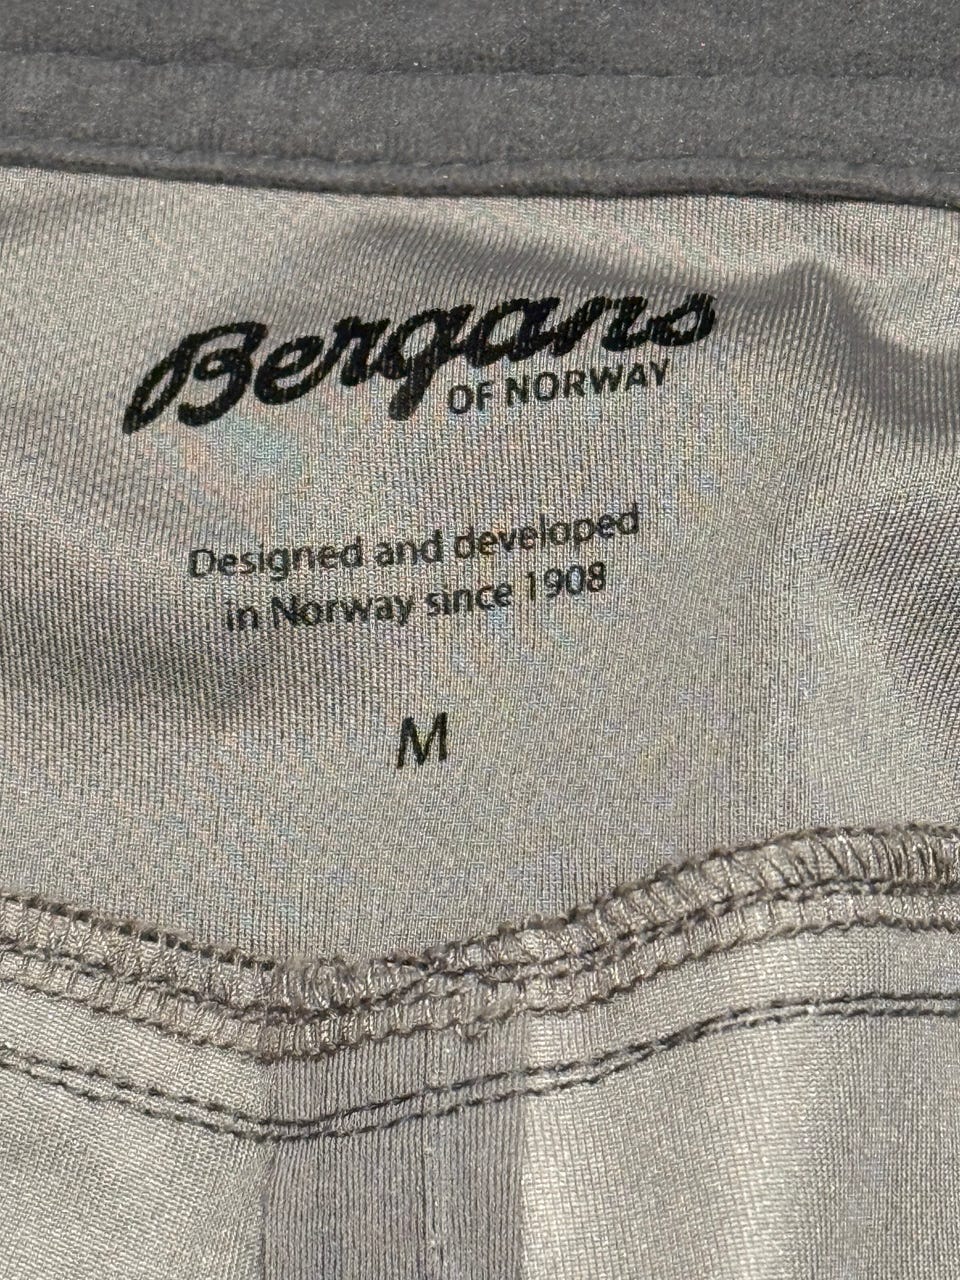 Bergans
OF NORWAY
Designed and developed
in Norway since 1908
M